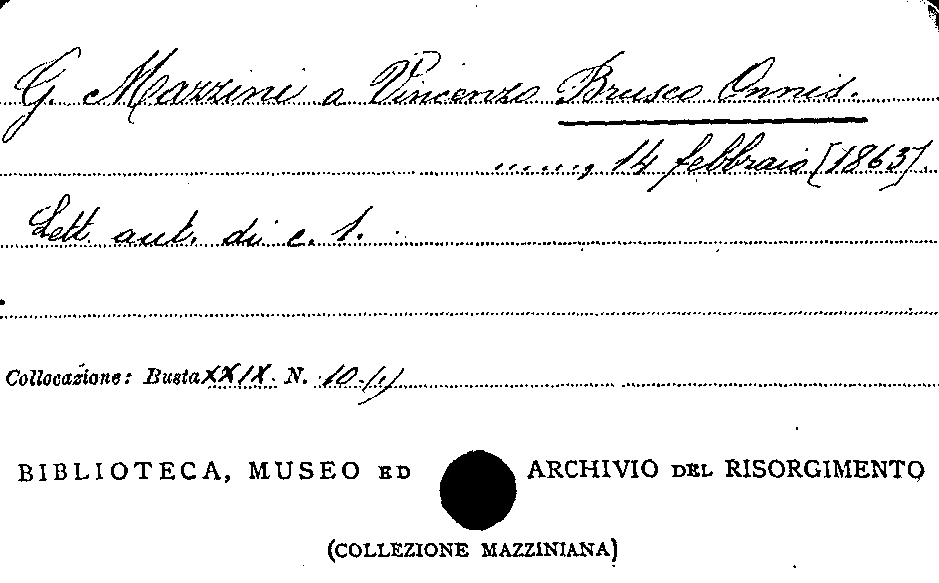 G. Mazzini a Vincenzo Brusco Onnis.
......, 14 febbraio [1863].
Lett. aut. di c. 1.
Collocazione: Busta XXIX. N. 10 (1)
BIBLIOTECA, MUSEO ED ARCHIVIO DEL RISORGIMENTO
(COLLEZIONE MAZZINIANA)